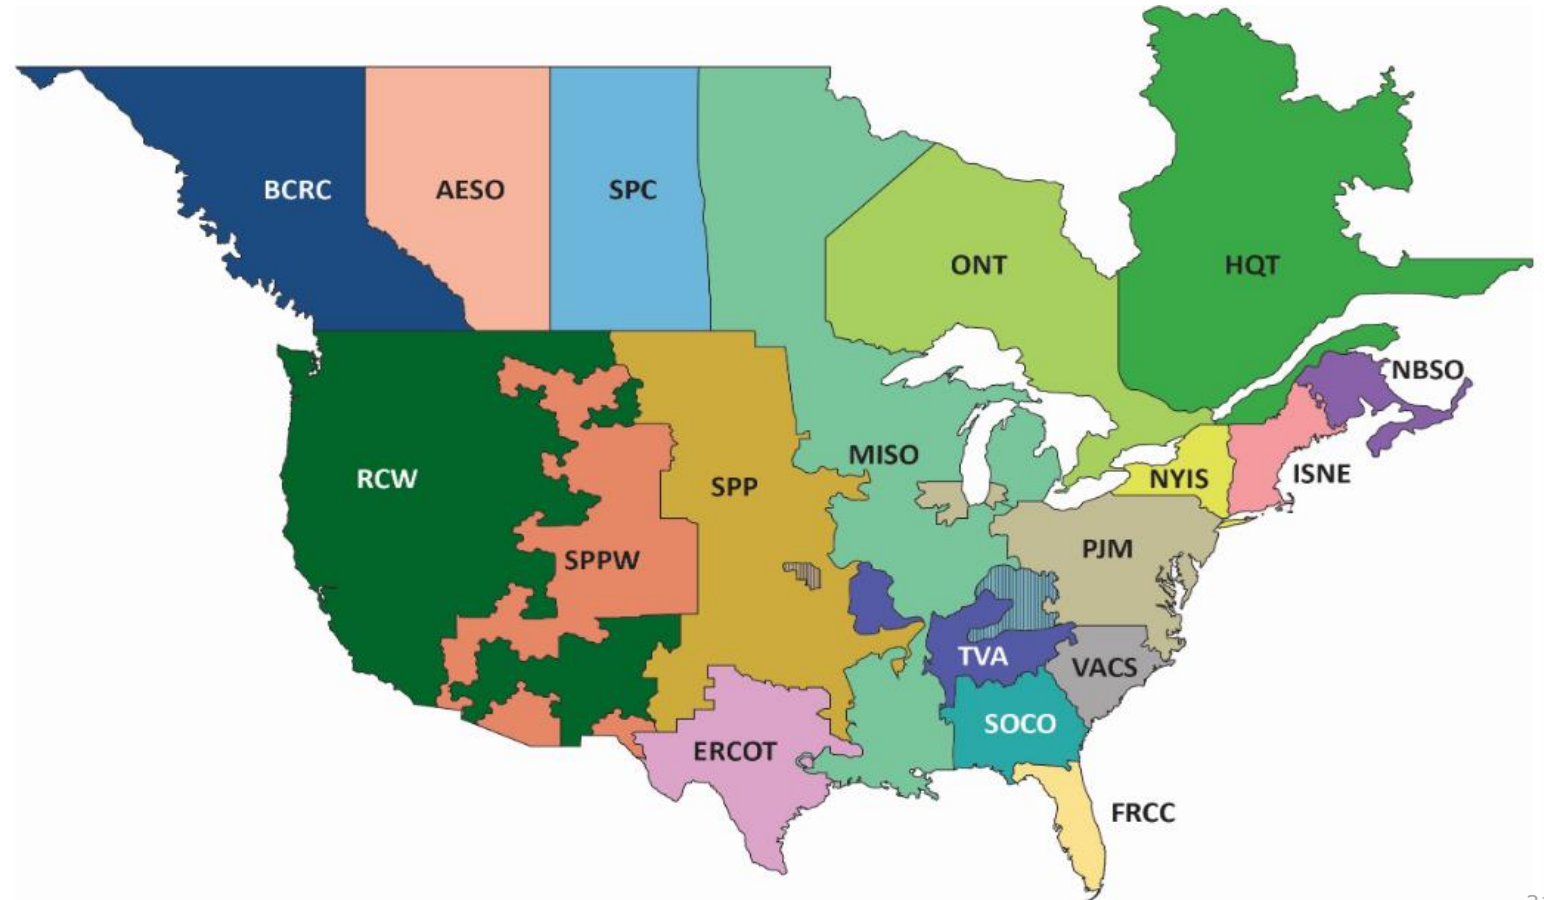 BCRC
AESO
SPC
ONT
HQT
NBSO
RCW
SPPW
SPP
MISO
NYIS
ISNE
PJM
TVA
VACS
SOCO
ERCOT
FRCC